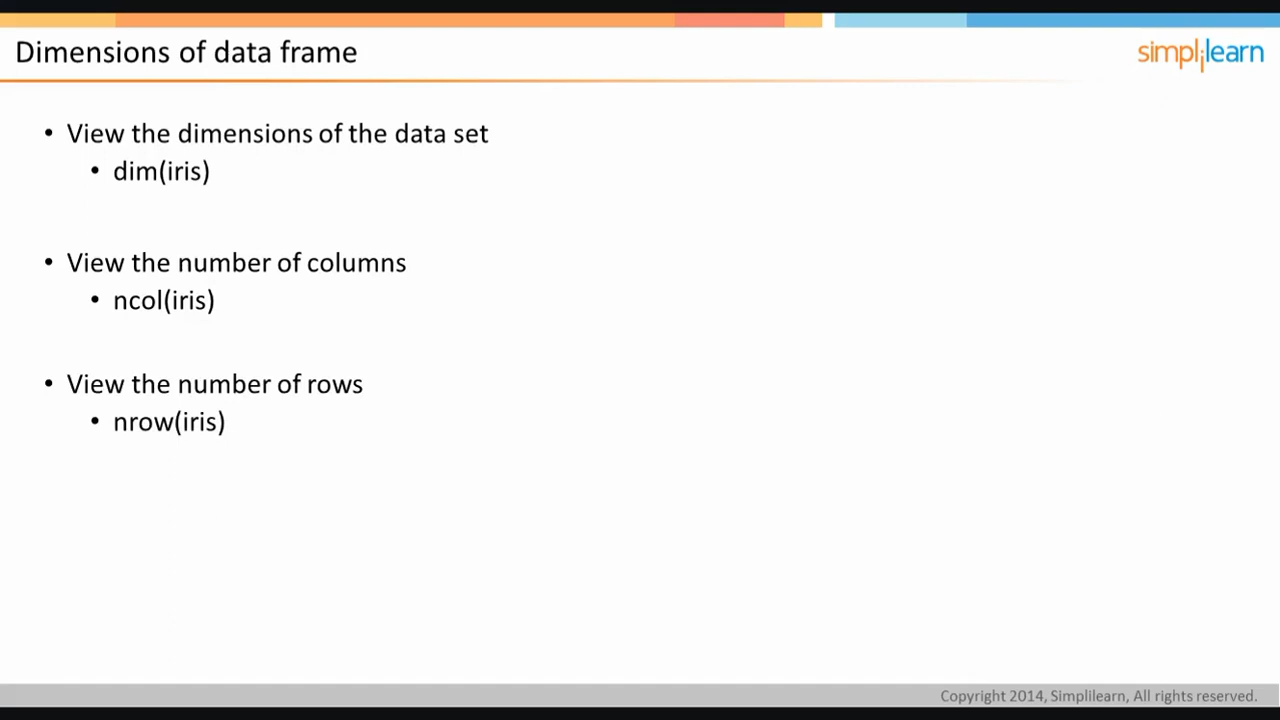 Dimensions of data frame
simplilearn
• View the dimensions of the data set
• dim(iris)
• View the number of columns
• ncol(iris)
• View the number of rows
• nrow(iris)
Copyright 2014, Simplilearn, All rights reserved.